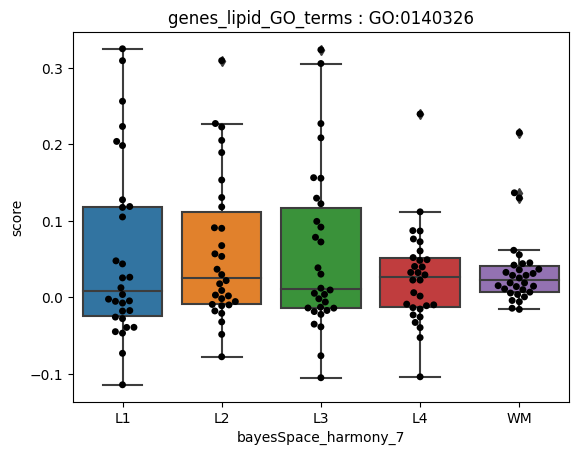 genes_lipid_GO_terms : GO:0140326
score
0.3
0.2
0.1
0.0
−0.1
L1 L2 L3 L4 WM
bayesSpace_harmony_7